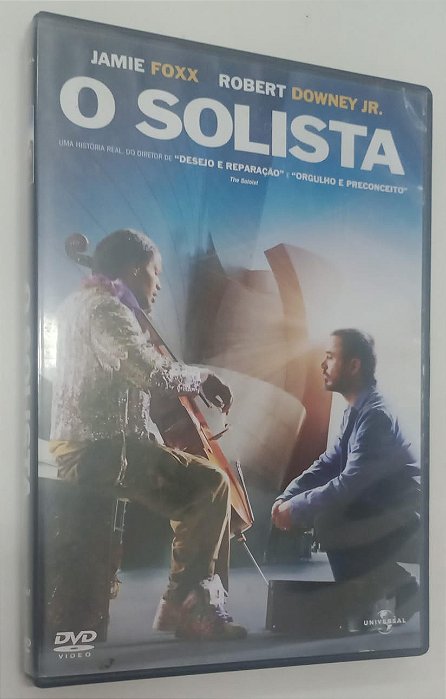 JAMIE FOXX ROBERT DOWNEY JR.
O SOLISTA
UMA HISTÓRIA REAL, DO DIRETOR DE "DESEJO E REPARAÇÃO" E "ORGULHO E PRECONCEITO"
The Soloist
DVD
VIDEO
UNIVERSAL